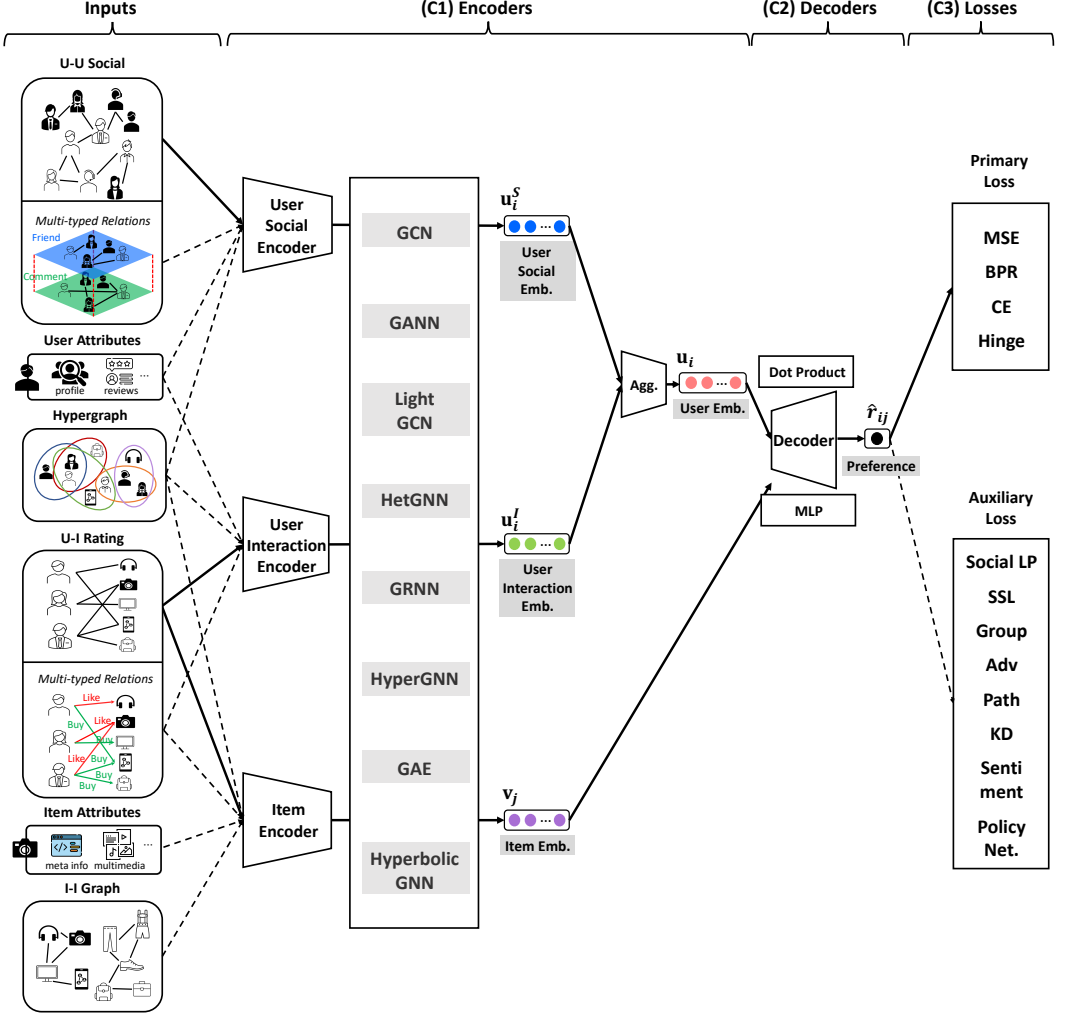 Inputs
(C1) Encoders
(C2) Decoders
(C3) Losses
U-U Social
Multi-typed Relations
Friend
Comment
User Attributes
profile
reviews
...
Hypergraph
U-I Rating
Multi-typed Relations
Like
Buy
Like
Buy
Like
Buy
Buy
Buy
Item Attributes
meta info
multimedia
...
I-I Graph
User
Social
Encoder
User
Interaction
Encoder
Item
Encoder
GCN
GANN
Light
GCN
HetGNN
GRNN
HyperGNN
GAE
Hyperbolic
GNN
u_i^S
...
User
Social
Emb.
u_i^I
...
User
Interaction
Emb.
v_j
...
Item Emb.
Agg.
u_i
...
User Emb.
Dot Product
Decoder
MLP
r̂_ij
Preference
Primary
Loss
MSE
BPR
CE
Hinge
Auxiliary
Loss
Social LP
SSL
Group
Adv
Path
KD
Senti
ment
Policy
Net.